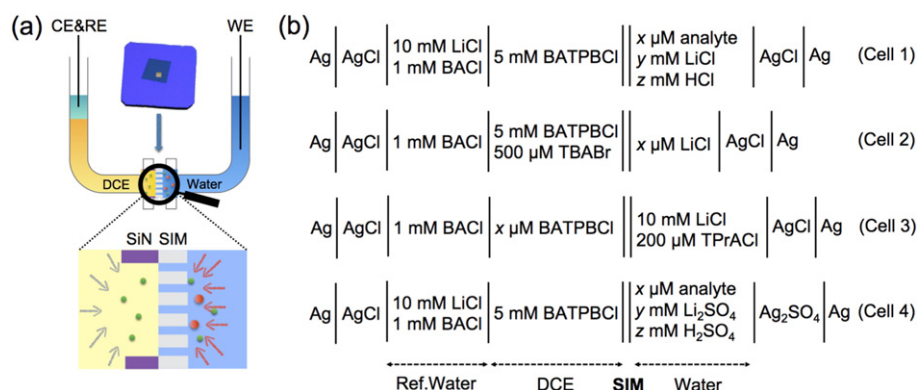 (a)
CE&RE
WE
DCE
Water
SiN SIM
(b)
Ag AgCl 10 mM LiCl 1 mM BACl 5 mM BATPBCl x µM analyte y mM LiCl z mM HCl AgCl Ag (Cell 1)
Ag AgCl 1 mM BACl 5 mM BATPBCl 500 µM TBABr x µM LiCl AgCl Ag (Cell 2)
Ag AgCl 1 mM BACl x µM BATPBCl 10 mM LiCl 200 µM TPrACl AgCl Ag (Cell 3)
Ag AgCl 10 mM LiCl 1 mM BACl 5 mM BATPBCl x µM analyte y mM Li₂SO₄ z mM H₂SO₄ Ag₂SO₄ Ag (Cell 4)
Ref.Water DCE SIM Water